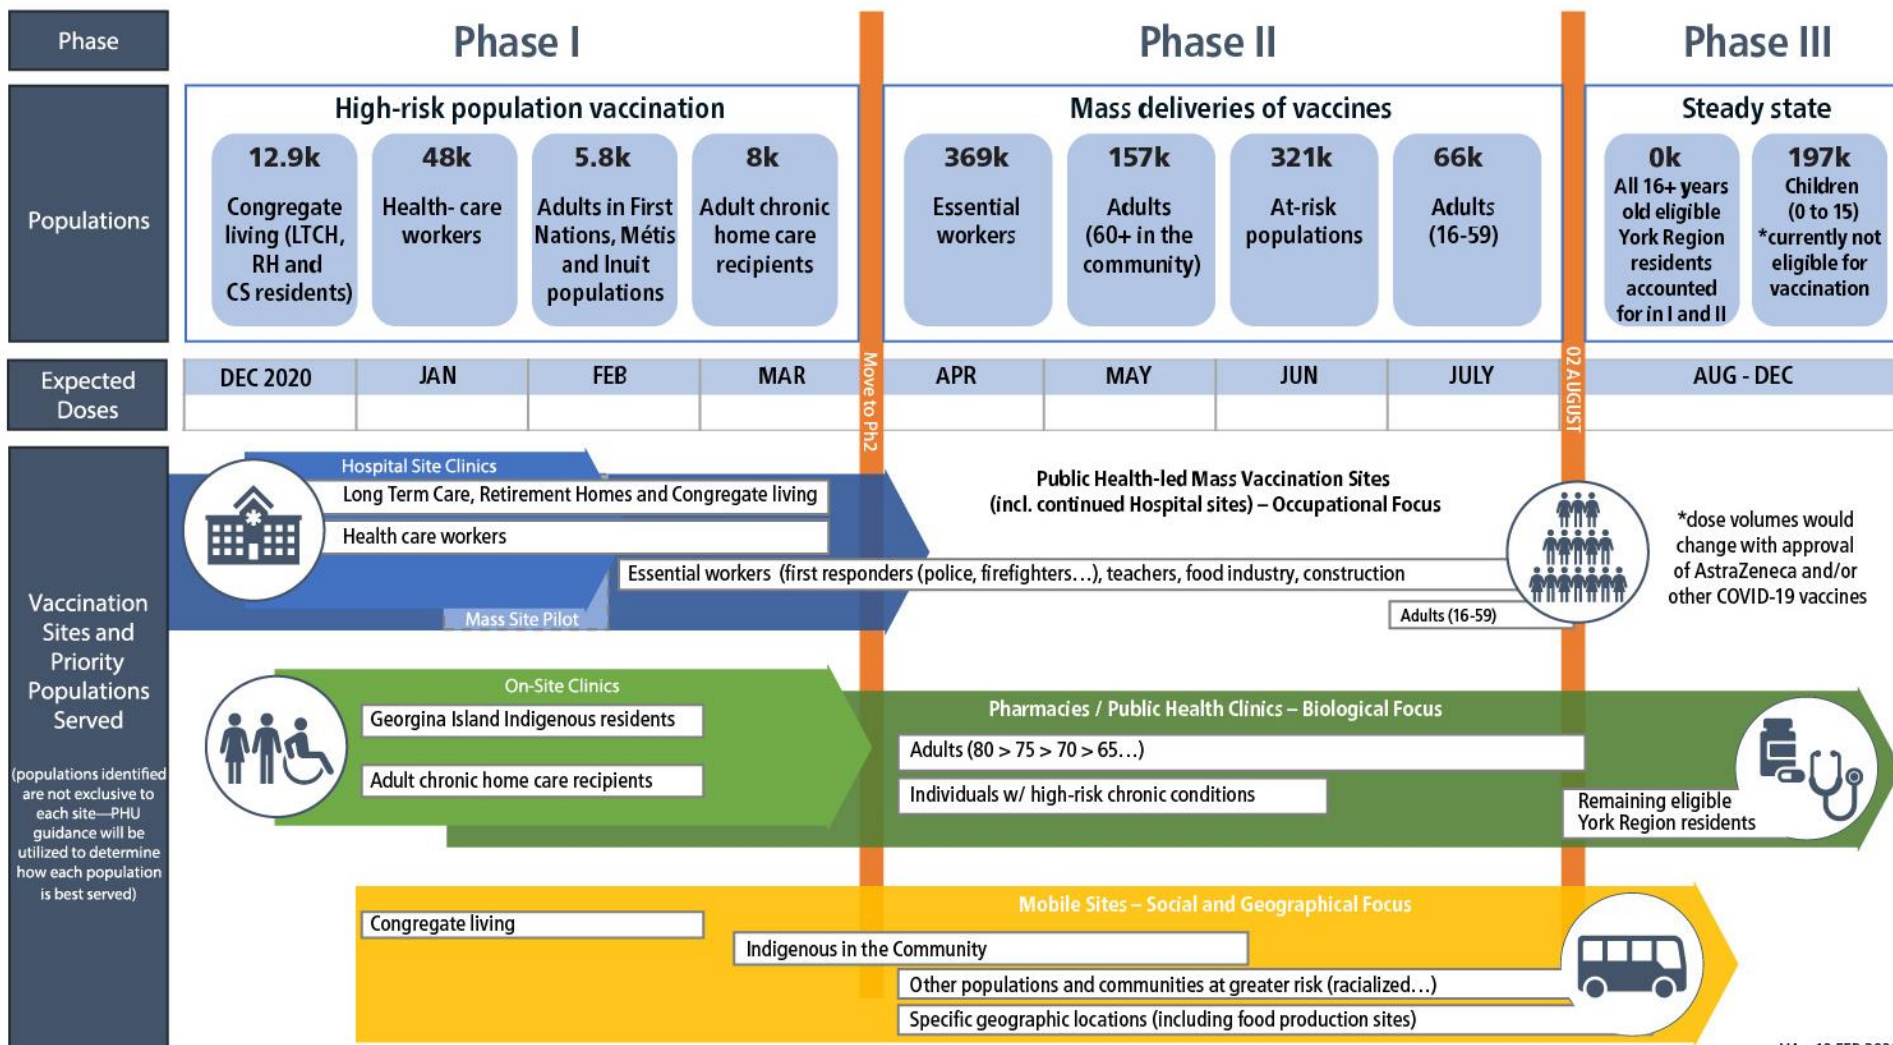 Phase
Phase I
Phase II
Phase III
Populations
High-risk population vaccination
12.9k
Congregate
living (LTCH,
RH and
CS residents)
48k
Health- care
workers
5.8k
Adults in First
Nations, Métis
and Inuit
populations
8k
Adult chronic
home care
recipients
Mass deliveries of vaccines
369k
Essential
workers
157k
Adults
(60+ in the
community)
321k
At-risk
populations
66k
Adults
(16-59)
Steady state
0k
All 16+ years
old eligible
York Region
residents
accounted
for in I and II
197k
Children
(0 to 15)
*currently not
eligible for
vaccination
Expected
Doses
DEC 2020
JAN
FEB
MAR
Move to Ph2
APR
MAY
JUN
JULY
02 AUGUST
AUG - DEC
Vaccination
Sites and
Priority
Populations
Served
(populations identified
are not exclusive to
each site—PHU
guidance will be
utilized to determine
how each population
is best served)
Hospital Site Clinics
Long Term Care, Retirement Homes and Congregate living
Health care workers
Public Health-led Mass Vaccination Sites
(incl. continued Hospital sites) – Occupational Focus
Essential workers (first responders (police, firefighters…), teachers, food industry, construction
Mass Site Pilot
Adults (16-59)
*dose volumes would
change with approval
of AstraZeneca and/or
other COVID-19 vaccines
On-Site Clinics
Georgina Island Indigenous residents
Adult chronic home care recipients
Pharmacies / Public Health Clinics – Biological Focus
Adults (80 > 75 > 70 > 65…)
Individuals w/ high-risk chronic conditions
Remaining eligible
York Region residents
Mobile Sites – Social and Geographical Focus
Congregate living
Indigenous in the Community
Other populations and communities at greater risk (racialized…)
Specific geographic locations (including food production sites)